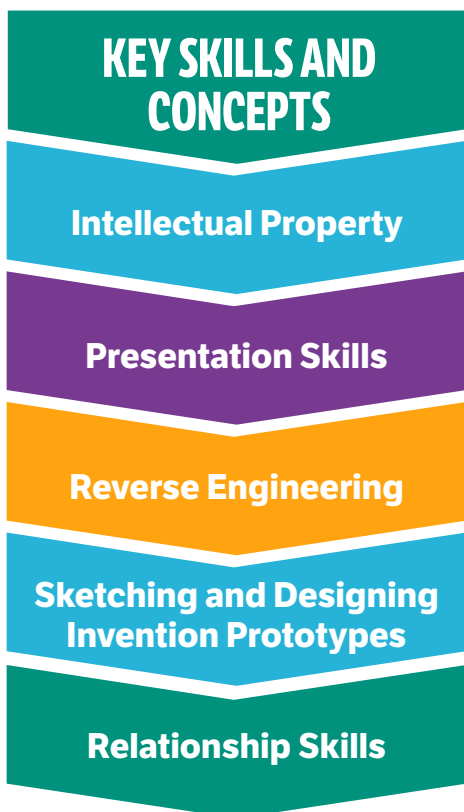 KEY SKILLS AND
CONCEPTS
Intellectual Property
Presentation Skills
Reverse Engineering
Sketching and Designing
Invention Prototypes
Relationship Skills